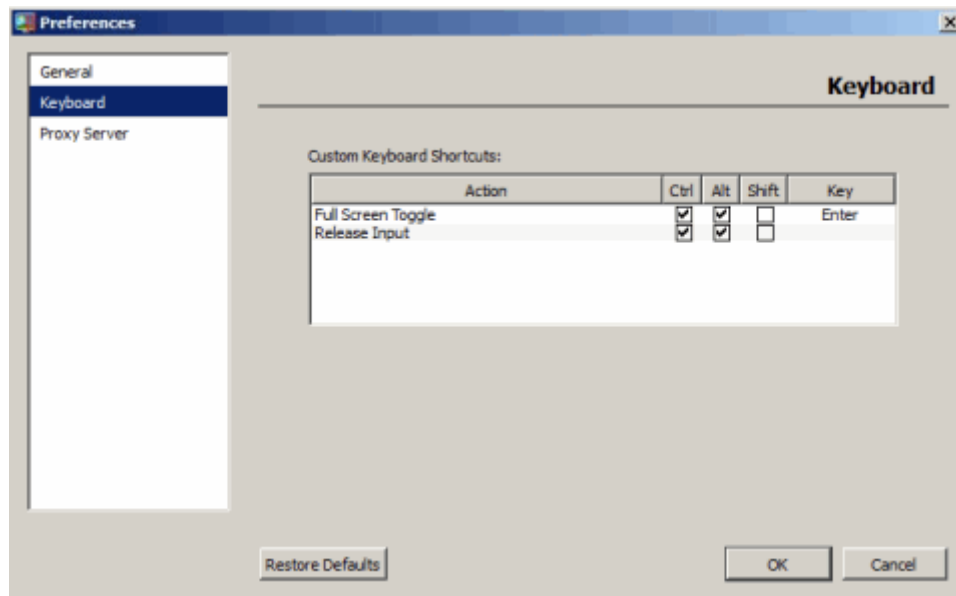 Preferences
General
Keyboard
Proxy Server
Keyboard
Custom Keyboard Shortcuts:
Action Ctrl Alt Shift Key
Full Screen Toggle Enter
Release Input
Restore Defaults OK Cancel